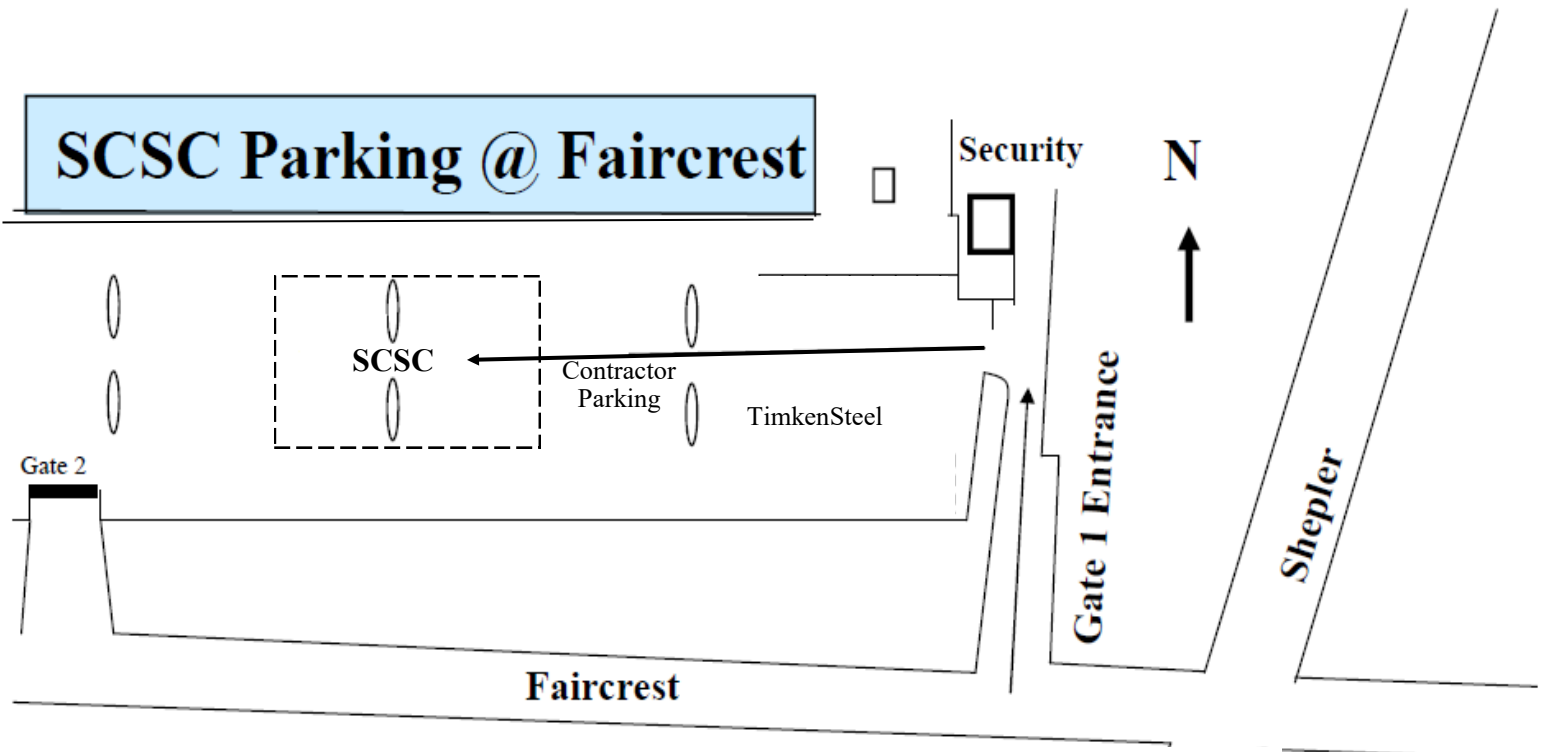 SCSC Parking @ Faircrest
Security
N
SCSC
Contractor
Parking
TimkenSteel
Gate 2
Gate 1 Entrance
Shepler
Faircrest